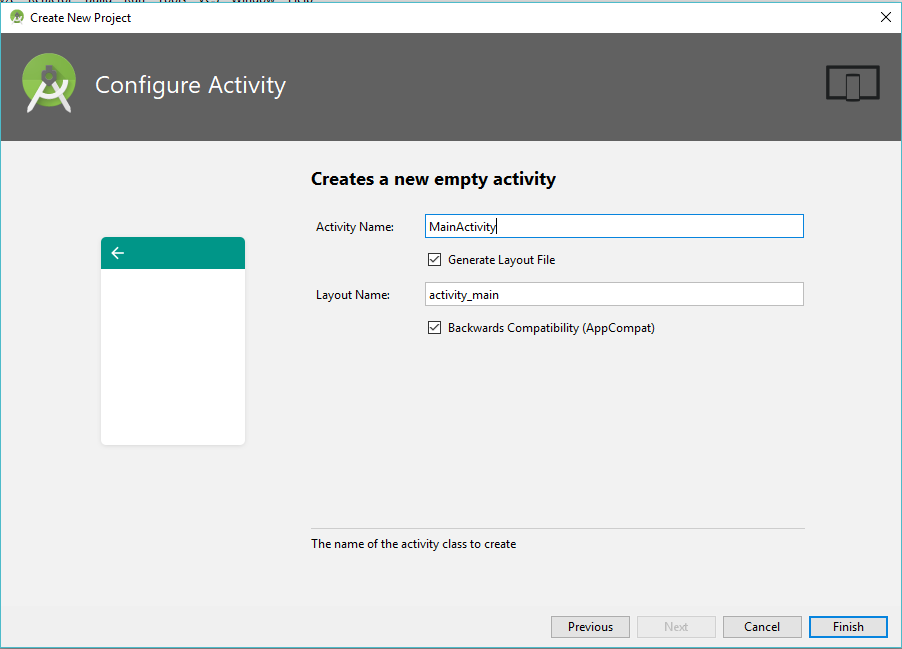 Create New Project
Configure Activity
Creates a new empty activity
Activity Name: MainActivity
Generate Layout File
Layout Name: activity_main
Backwards Compatibility (AppCompat)
The name of the activity class to create
Previous Next Cancel Finish